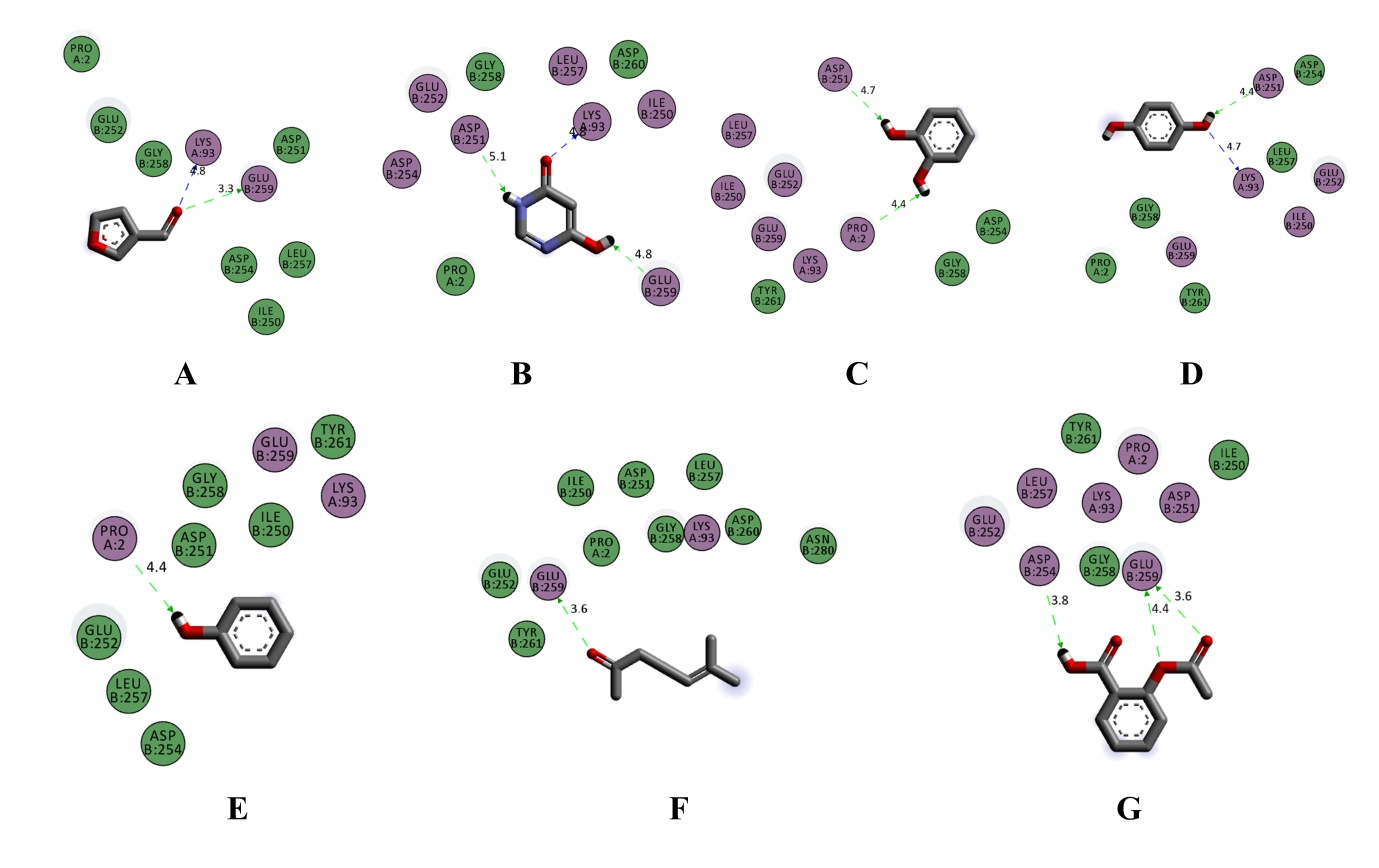 PRO
A:2
GLU
B:252
GLY
B:258
LYS
A:93
4.8
ASP
B:251
GLU
B:259
3.3
ASP
B:254
LEU
B:257
ILE
B:250
A
GLU
B:252
GLY
B:258
LEU
B:257
ASP
B:260
ASP
B:251
LYS
A:93
4.8
ILE
B:250
ASP
B:254
5.1
PRO
A:2
4.8
GLU
B:259
B
ASP
B:251
4.7
LEU
B:257
ILE
B:250
GLU
B:252
GLU
B:259
LYS
A:93
PRO
A:2
4.4
ASP
B:254
GLY
B:258
TYR
B:261
C
ASP
B:251
ASP
B:254
4.4
4.7
LEU
B:257
LYS
A:93
GLU
B:252
ILE
B:250
GLY
B:258
GLU
B:259
PRO
A:2
TYR
B:261
D
GLU
B:259
TYR
B:261
GLY
B:258
LYS
A:93
PRO
A:2
ASP
B:251
ILE
B:250
4.4
GLU
B:252
LEU
B:257
ASP
B:254
E
ILE
B:250
ASP
B:251
LEU
B:257
PRO
A:2
GLY
B:258
LYS
A:93
ASP
B:260
ASN
B:280
GLU
B:252
GLU
B:259
3.6
TYR
B:261
F
TYR
B:261
PRO
A:2
ILE
B:250
LEU
B:257
LYS
A:93
ASP
B:251
GLU
B:252
ASP
B:254
GLY
B:258
GLU
B:259
3.8
4.4
3.6
G